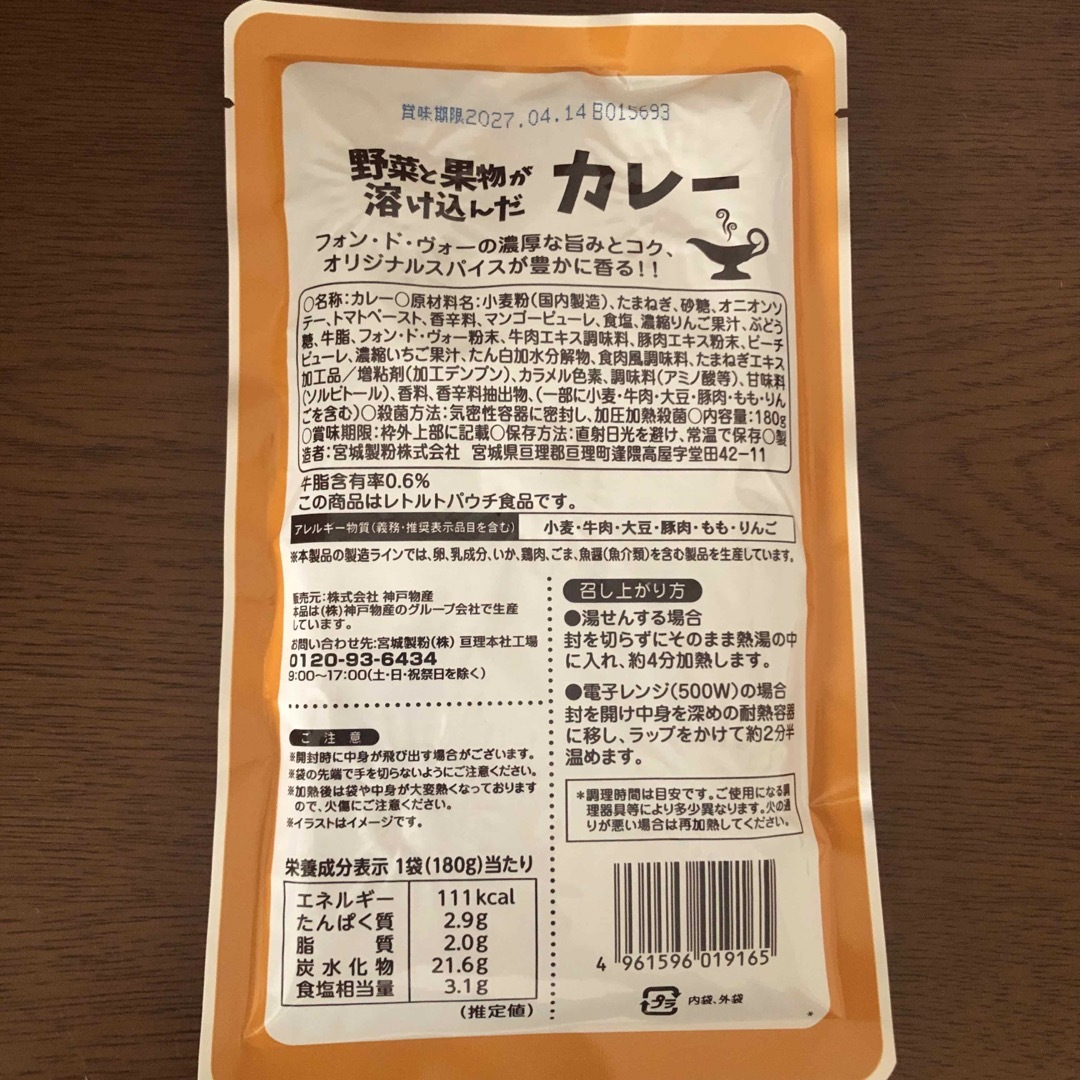 賞味期限2027.04.14 B015693
野菜と果物が
溶け込んだ
カレー
フォン・ド・ヴォーの濃厚な旨みとコク、
オリジナルスパイスが豊かに香る!!
○名称:カレー○原材料名:小麦粉(国内製造)、たまねぎ、砂糖、オニオンソ
テー、トマトペースト、香辛料、マンゴーピューレ、食塩、濃縮りんご果汁、ぶどう
糖、牛脂、フォン・ド・ヴォー粉末、牛肉エキス調味料、豚肉エキス粉末、ピーチ
ピューレ、濃縮いちご果汁、たん白加水分解物、食肉風調味料、たまねぎエキス
加工品/増粘剤(加工デンプン)、カラメル色素、調味料(アミノ酸等)、甘味料
(ソルビトール)、香料、香辛料抽出物、(一部に小麦・牛肉・大豆・豚肉・もも・りん
ごを含む)○殺菌方法:気密性容器に密封し、加圧加熱殺菌○内容量:180g
○賞味期限:枠外上部に記載○保存方法:直射日光を避け、常温で保存○製
造者:宮城製粉株式会社 宮城県亘理郡亘理町逢隈高屋字堂田42-11
牛脂含有率0.6%
この商品はレトルトパウチ食品です。
アレルギー物質(義務・推奨表示品目を含む) 小麦・牛肉・大豆・豚肉・もも・りんご
※本製品の製造ラインでは、卵、乳成分、いか、鶏肉、ごま、魚醤(魚介類)を含む製品を生産しています。
販売元:株式会社 神戸物産
本品は(株)神戸物産のグループ会社で生産
しています。
お問い合わせ先:宮城製粉(株) 亘理本社工場
0120-93-6434
9:00~17:00(土・日・祝祭日を除く)
ご注意
※開封時に中身が飛び出す場合がございます。
※袋の先端で手を切らないようにご注意ください。
※加熱後は袋や中身が大変熱くなっております
ので、火傷にご注意ください。
※イラストはイメージです。
栄養成分表示 1袋(180g)当たり
エネルギー 111kcal
たんぱく質 2.9g
脂質 2.0g
炭水化物 21.6g
食塩相当量 3.1g
(推定値)
召し上がり方
●湯せんする場合
封を切らずにそのまま熱湯の中
に入れ、約4分加熱します。
●電子レンジ(500W)の場合
封を開け中身を深めの耐熱容器
に移し、ラップをかけて約2分半
温めます。
*調理時間は目安です。ご使用になる調
理器具等により多少異なります。火の通
りが悪い場合は再加熱してください。
4 961596 019165
プラ 内袋、外袋
*